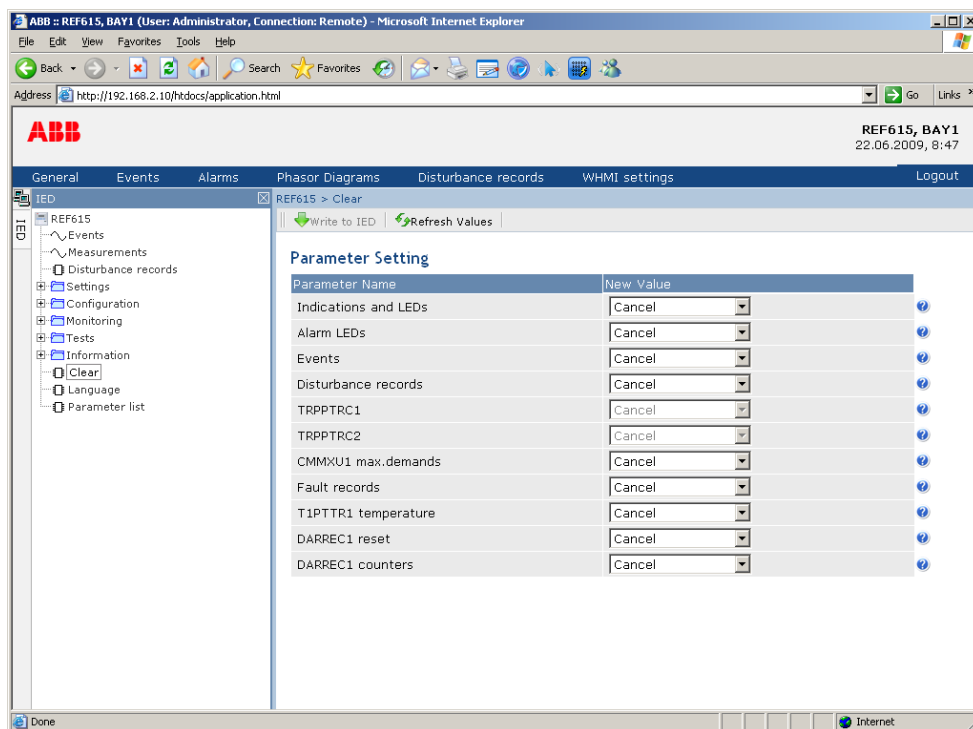 ABB :: REF615, BAY1 (User: Administrator, Connection: Remote) - Microsoft Internet Explorer
File Edit View Favorites Tools Help
Back Search Favorites
Address http://192.168.2.10/htdocs/application.html Go Links »
ABB
REF615, BAY1
22.06.2009, 8:47
General Events Alarms Phasor Diagrams Disturbance records WHMI settings Logout
IED
IED
REF615
Events
Measurements
Disturbance records
Settings
Configuration
Monitoring
Tests
Information
Clear
Language
Parameter list
REF615 > Clear
Write to IED Refresh Values
Parameter Setting
Parameter Name New Value
Indications and LEDs Cancel
Alarm LEDs Cancel
Events Cancel
Disturbance records Cancel
TRPPTRC1 Cancel
TRPPTRC2 Cancel
CMMXU1 max.demands Cancel
Fault records Cancel
T1PTTR1 temperature Cancel
DARREC1 reset Cancel
DARREC1 counters Cancel
Done Internet